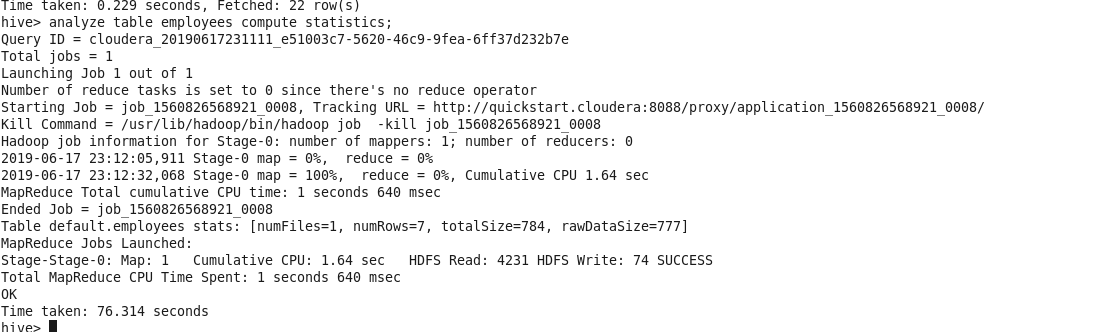 Time taken: 0.229 seconds, Fetched: 22 row(s)
hive> analyze table employees compute statistics;
Query ID = cloudera_20190617231111_e51003c7-5620-46c9-9fea-6ff37d232b7e
Total jobs = 1
Launching Job 1 out of 1
Number of reduce tasks is set to 0 since there's no reduce operator
Starting Job = job_1560826568921_0008, Tracking URL = http://quickstart.cloudera:8088/proxy/application_1560826568921_0008/
Kill Command = /usr/lib/hadoop/bin/hadoop job  -kill job_1560826568921_0008
Hadoop job information for Stage-0: number of mappers: 1; number of reducers: 0
2019-06-17 23:12:05,911 Stage-0 map = 0%,  reduce = 0%
2019-06-17 23:12:32,068 Stage-0 map = 100%,  reduce = 0%, Cumulative CPU 1.64 sec
MapReduce Total cumulative CPU time: 1 seconds 640 msec
Ended Job = job_1560826568921_0008
Table default.employees stats: [numFiles=1, numRows=7, totalSize=784, rawDataSize=777]
MapReduce Jobs Launched:
Stage-Stage-0: Map: 1   Cumulative CPU: 1.64 sec   HDFS Read: 4231 HDFS Write: 74 SUCCESS
Total MapReduce CPU Time Spent: 1 seconds 640 msec
OK
Time taken: 76.314 seconds
hive>